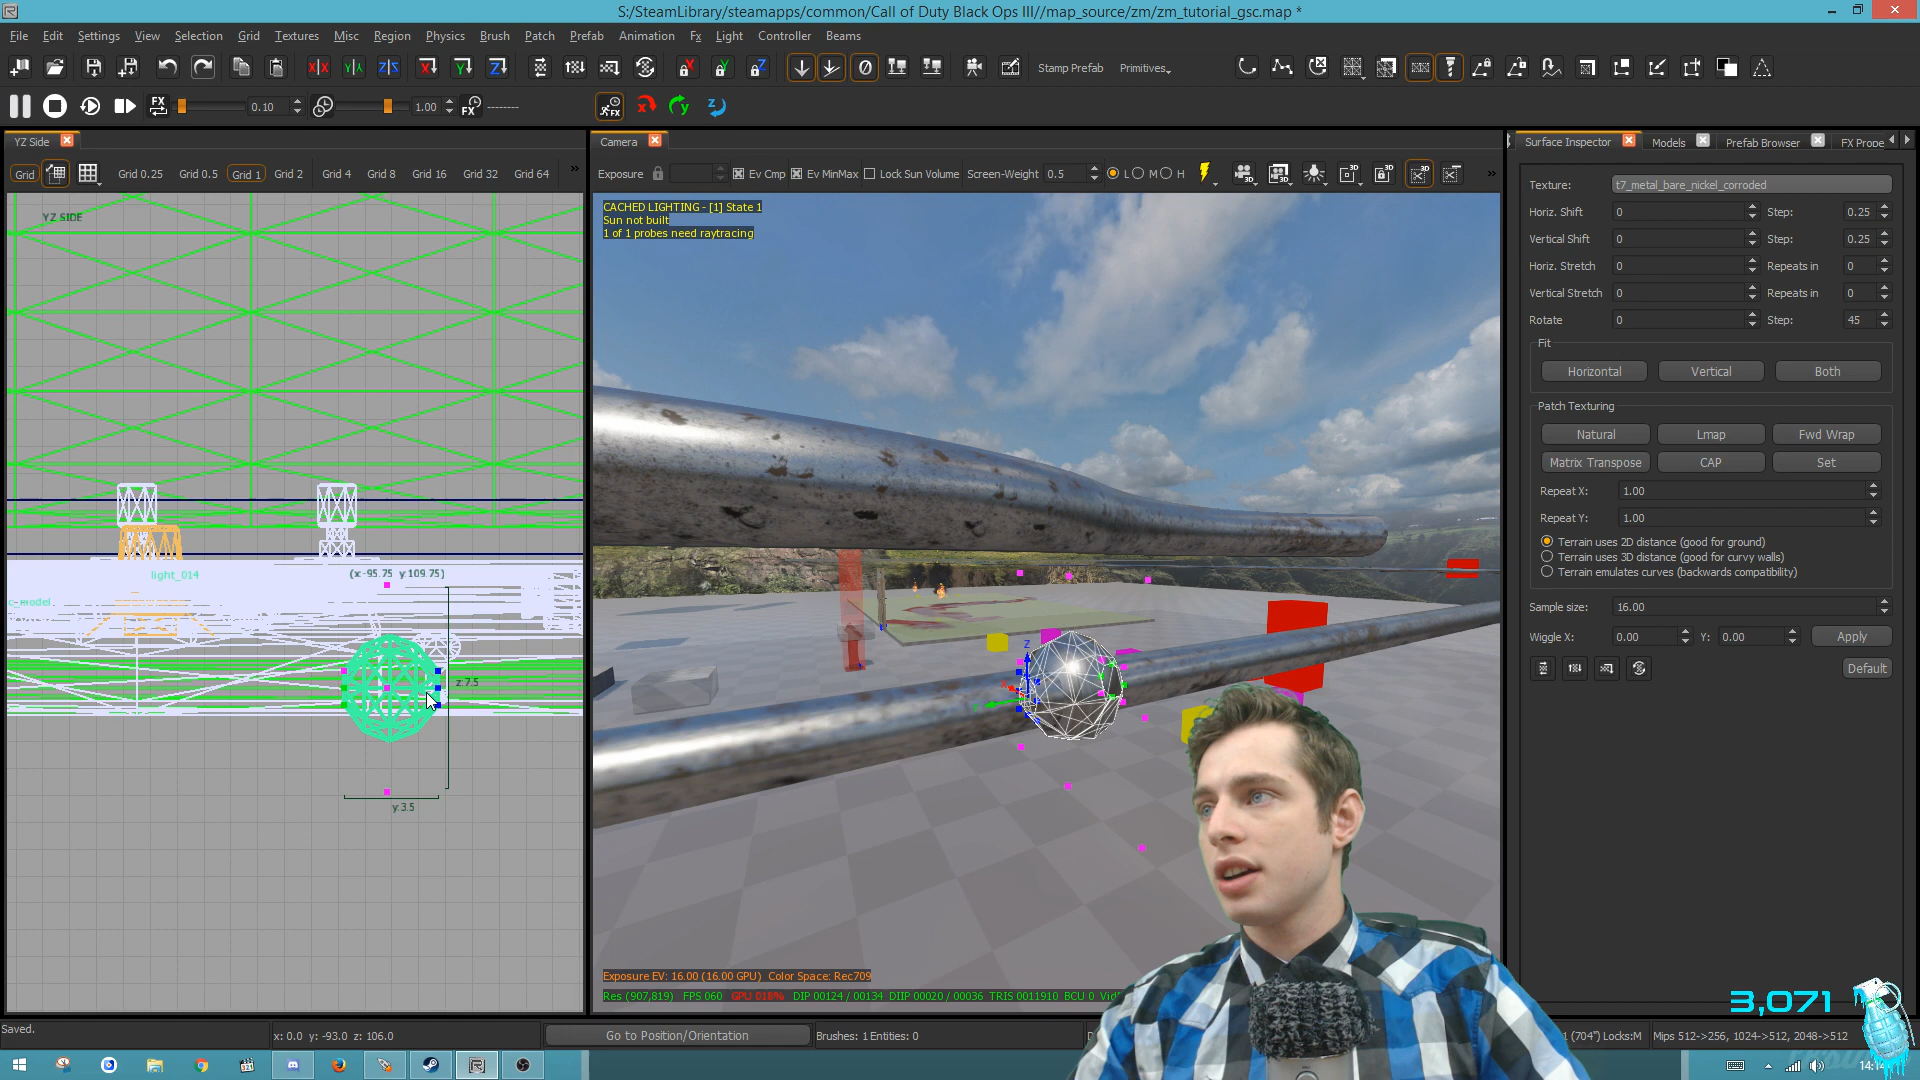 S:/SteamLibrary/steamapps/common/Call of Duty Black Ops III//map_source/zm/zm_tutorial_gsc.map *
File Edit Settings View Selection Grid Textures Misc Region Physics Brush Patch Prefab Animation Fx Light Controller Beams
Stamp Prefab Primitives
FX 0.10 1.00 FX --------
YZ Side
Grid Grid 0.25 Grid 0.5 Grid 1 Grid 2 Grid 4 Grid 8 Grid 16 Grid 32 Grid 64
YZ SIDE
light_014
(x:-95.75 y:109.75)
c-model
z:7.5
y:3.5
Camera
Exposure Ev Cmp Ev MinMax Lock Sun Volume Screen-Weight 0.5 L M H
CACHED LIGHTING - [1] State 1
Sun not built
1 of 1 probes need raytracing
Z
Exposure EV: 16.00 (16.00 GPU) Color Space: Rec709
Res (907,819) FPS 060 GPU 018% DIP 00124 / 00134 DIIP 00020 / 00036 TRIS 0011910 BCU 0
Surface Inspector Models Prefab Browser FX Prope
Texture: t7_metal_bare_nickel_corroded
Horiz. Shift 0 Step: 0.25
Vertical Shift 0 Step: 0.25
Horiz. Stretch 0 Repeats in 0
Vertical Stretch 0 Repeats in 0
Rotate 0 Step: 45
Fit
Horizontal Vertical Both
Patch Texturing
Natural Lmap Fwd Wrap
Matrix Transpose CAP Set
Repeat X: 1.00
Repeat Y: 1.00
Terrain uses 2D distance (good for ground)
Terrain uses 3D distance (good for curvy walls)
Terrain emulates curves (backwards compatibility)
Sample size: 16.00
Wiggle X: 0.00 Y: 0.00 Apply
Default
3,071
Saved.
x: 0.0 y: -93.0 z: 106.0
Go to Position/Orientation
Brushes: 1 Entities: 0
(704") Locks:M
Mips 512->256, 1024->512, 2048->512